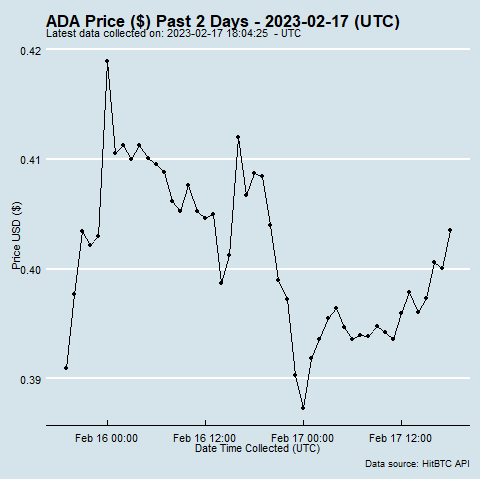 ADA Price ($) Past 2 Days - 2023-02-17 (UTC)
Latest data collected on: 2023-02-17 18:04:25 - UTC
0.42
0.41
0.40
0.39
Price USD ($)
Feb 16 00:00
Feb 16 12:00
Feb 17 00:00
Feb 17 12:00
Date Time Collected (UTC)
Data source: HitBTC API